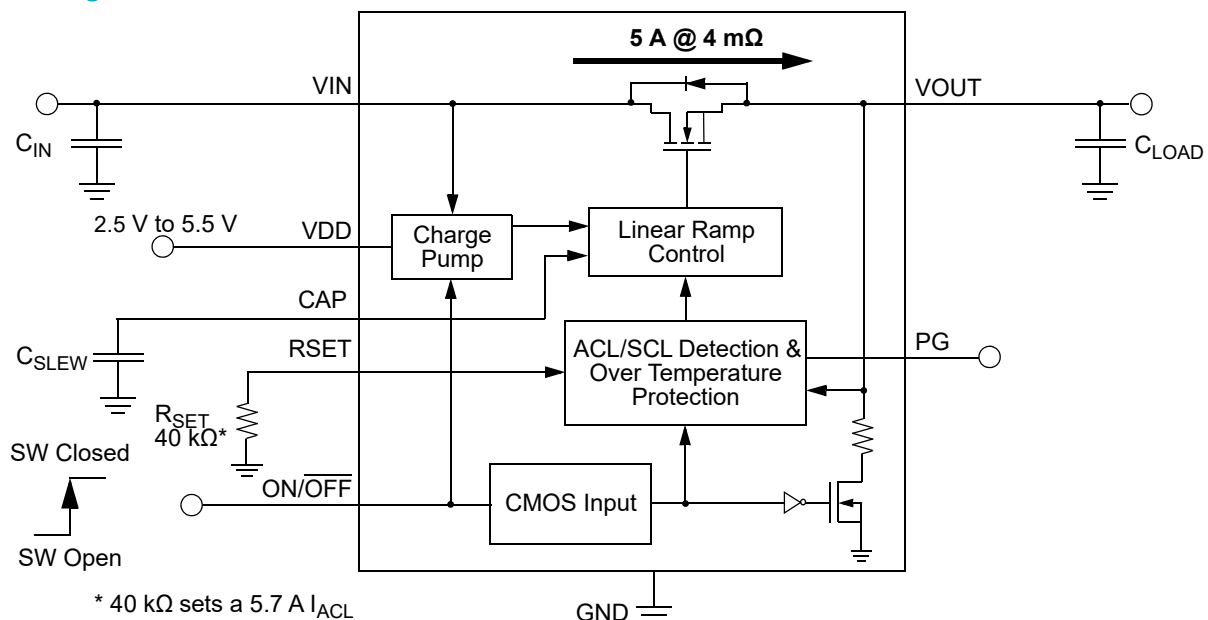 5 A @ 4 mΩ
VIN
VOUT
C_IN
C_LOAD
2.5 V to 5.5 V
VDD
Charge
Pump
Linear Ramp
Control
CAP
C_SLEW
RSET
ACL/SCL Detection &
Over Temperature
Protection
PG
R_SET
40 kΩ*
SW Closed
ON/O̅F̅F̅
CMOS Input
SW Open
* 40 kΩ sets a 5.7 A I_ACL
GND